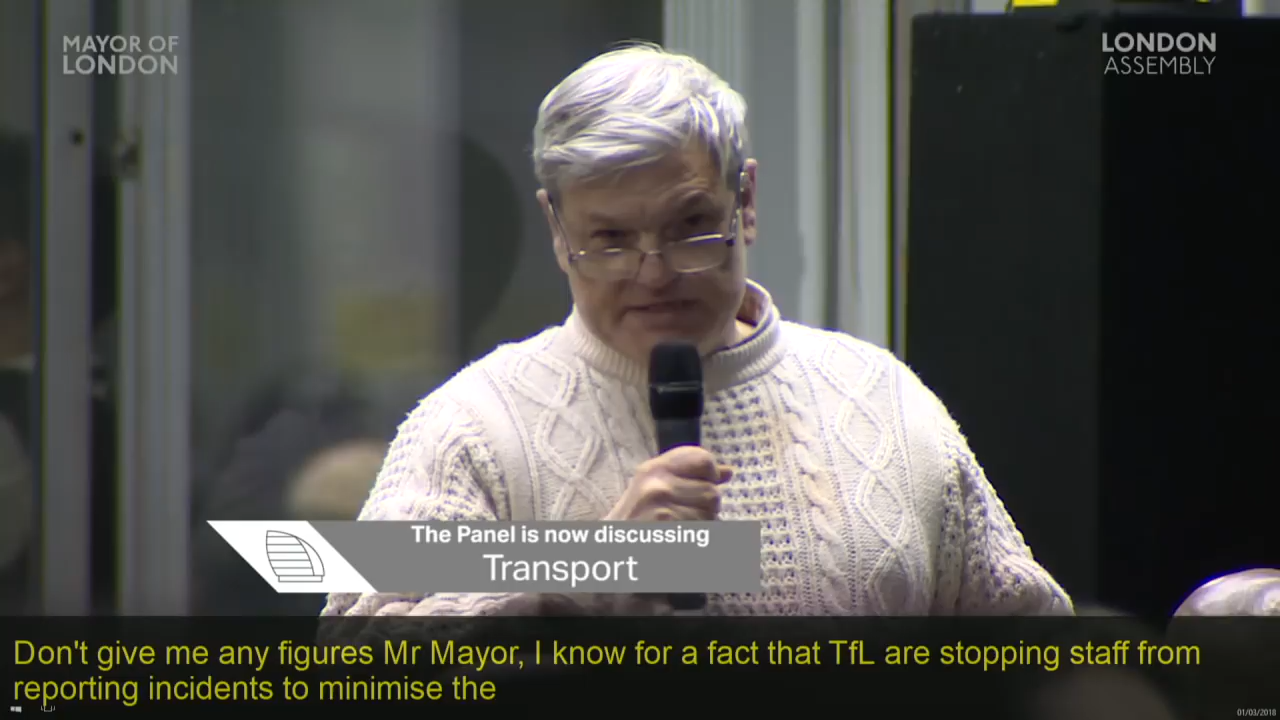 MAYOR OF
LONDON
LONDON
ASSEMBLY
The Panel is now discussing
Transport
Don't give me any figures Mr Mayor, I know for a fact that TfL are stopping staff from
reporting incidents to minimise the
01/03/2018